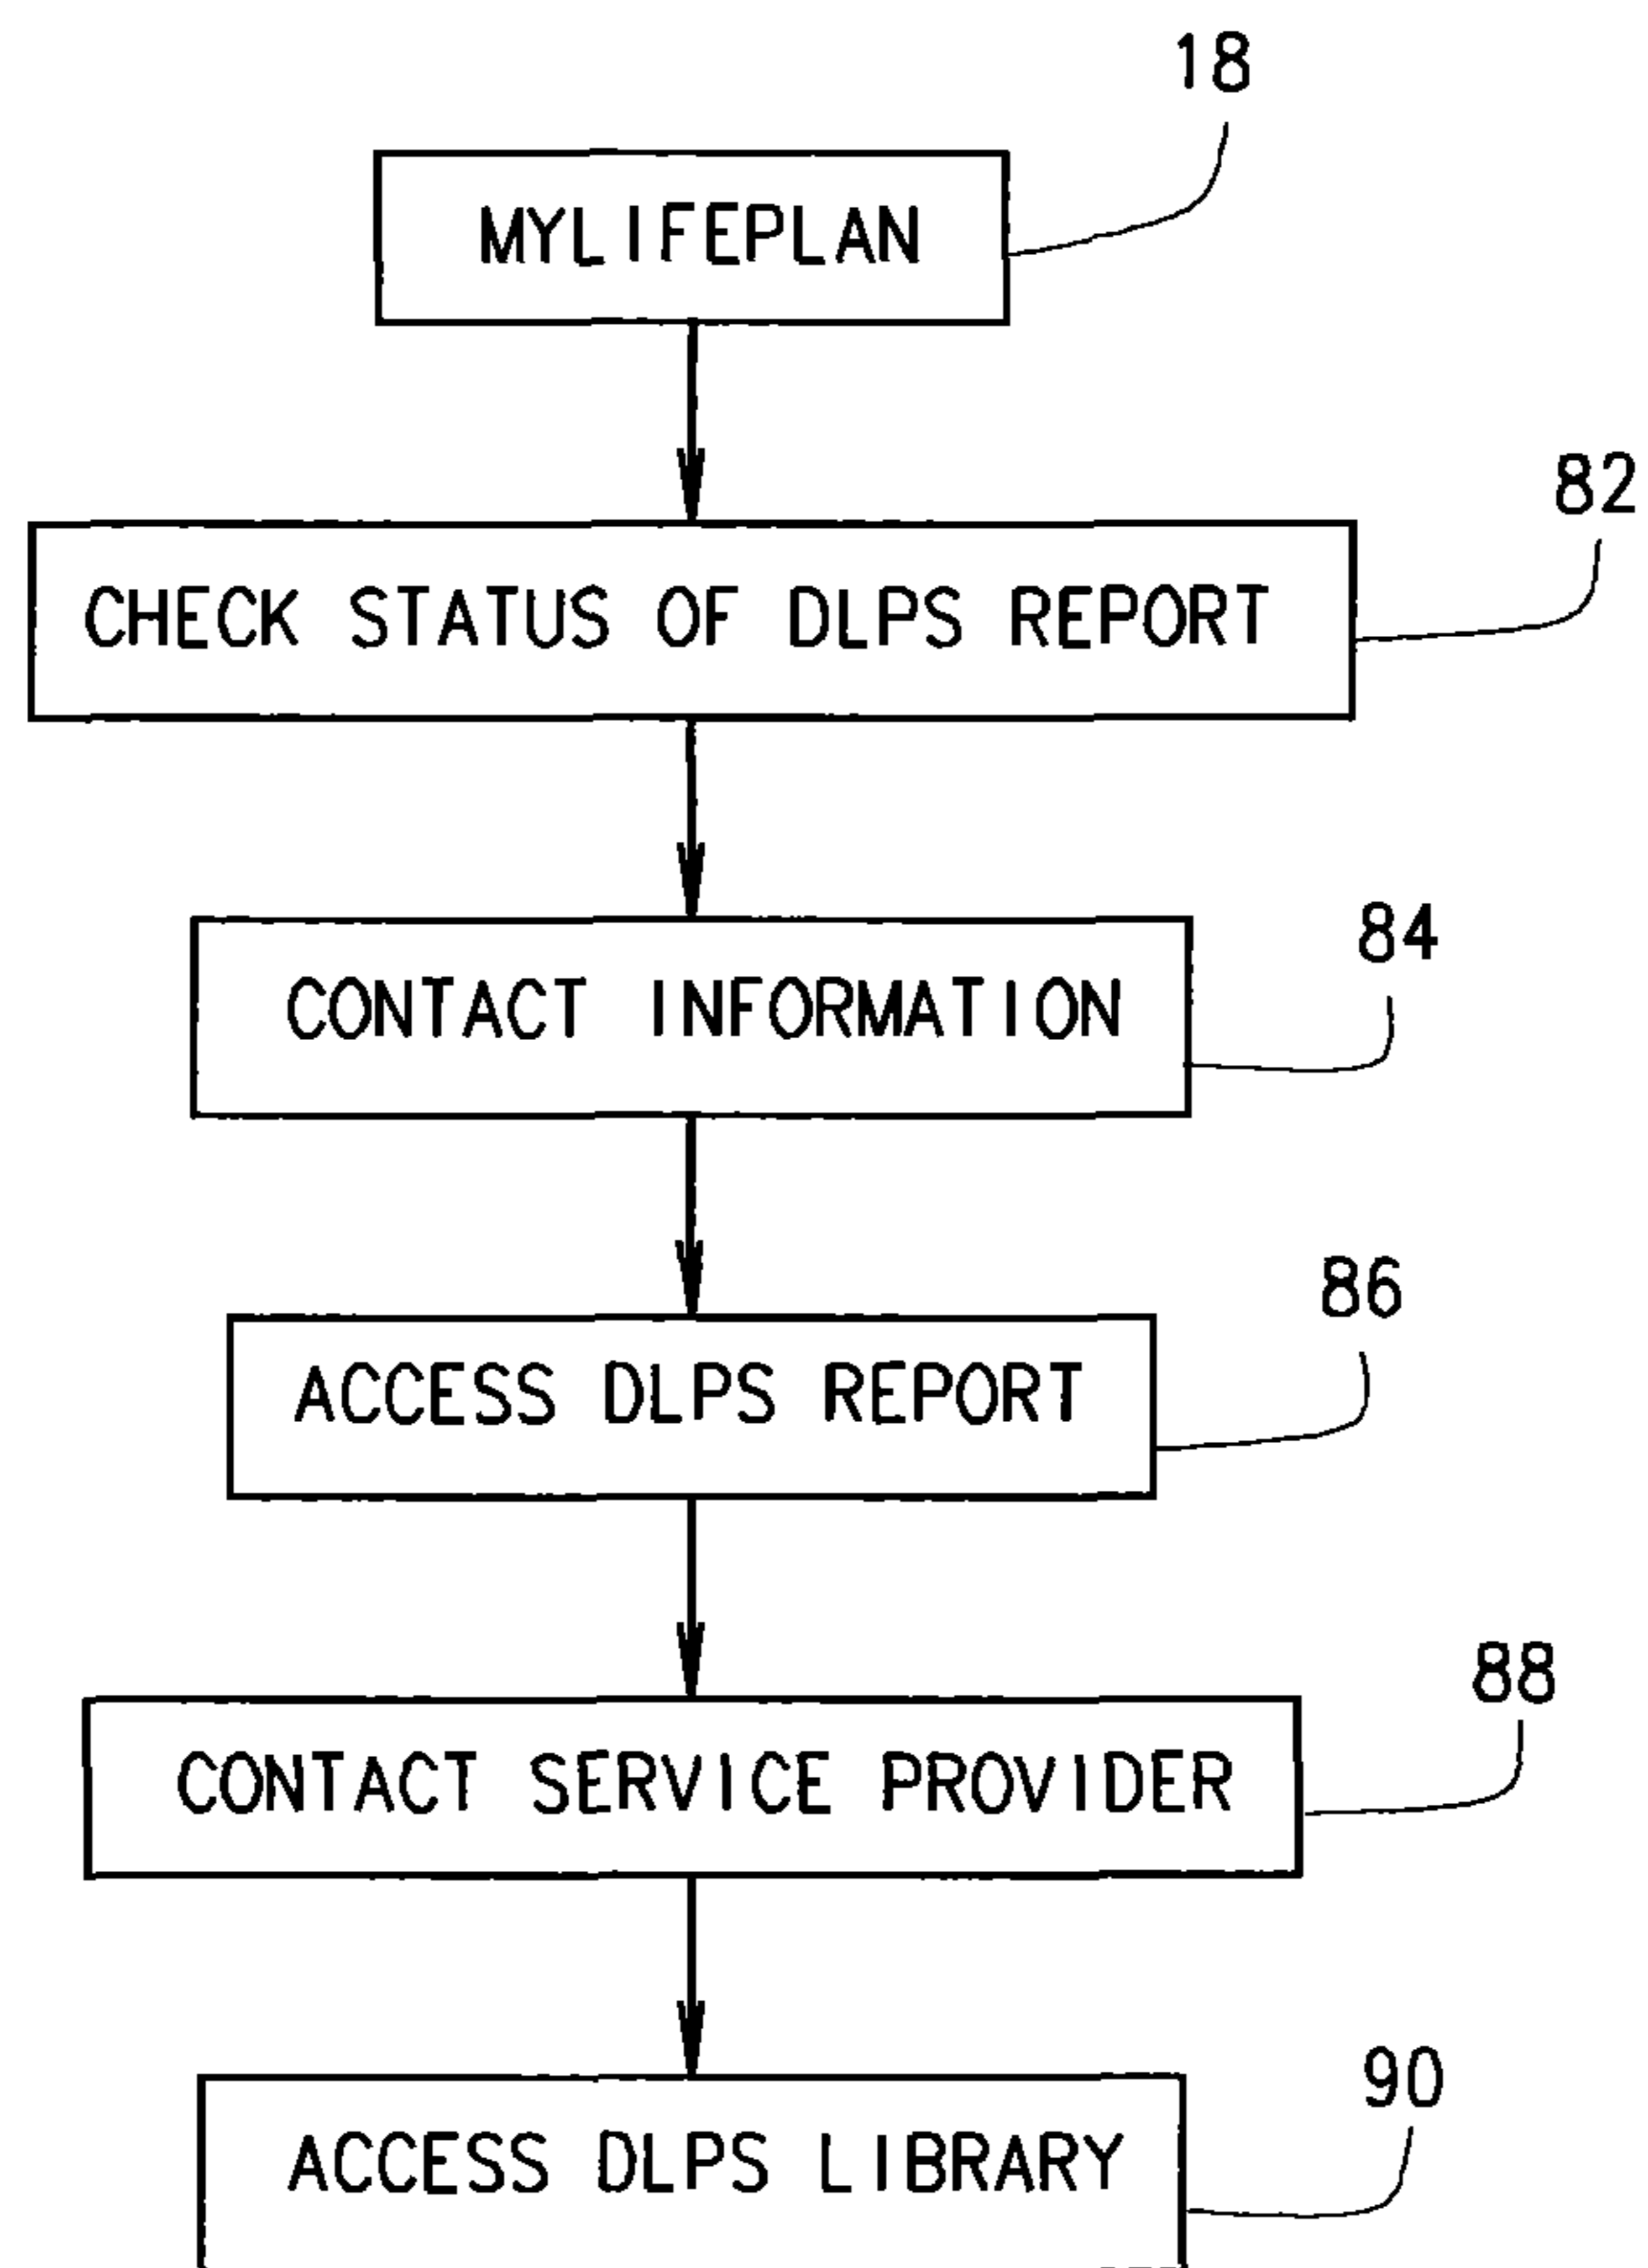 18
MYLIFEPLAN
82
CHECK STATUS OF DLPS REPORT
84
CONTACT INFORMATION
86
ACCESS DLPS REPORT
88
CONTACT SERVICE PROVIDER
90
ACCESS DLPS LIBRARY